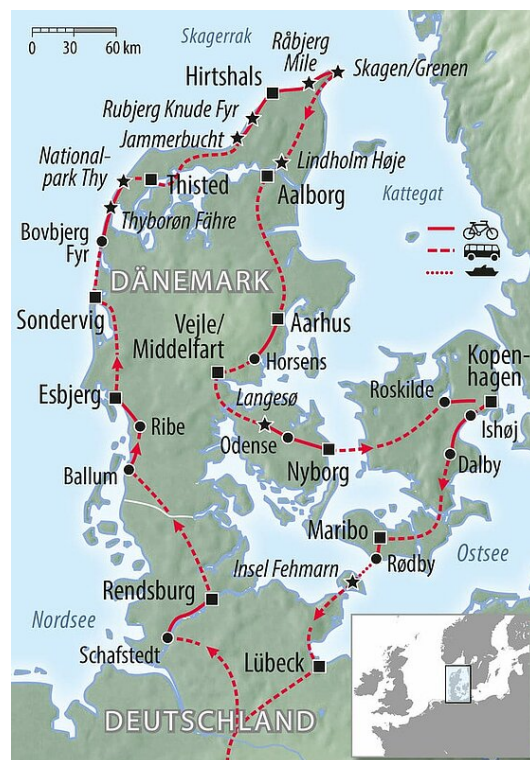 0 30 60 km
Skagerrak
Råbjerg
Mile
Skagen/Grenen
Hirtshals
Rubjerg Knude Fyr
Jammerbucht
Lindholm Høje
National-
park Thy
Thisted
Aalborg
Kattegat
Thyborøn Fähre
Bovbjerg
Fyr
DÄNEMARK
Sondervig
Vejle/
Middelfart
Aarhus
Horsens
Kopen-
hagen
Esbjerg
Langesø
Roskilde
Ribe
Odense
Ishøj
Ballum
Nyborg
Dalby
Maribo
Ostsee
Insel Fehmarn
Rødby
Rendsburg
Nordsee
Schafstedt
Lübeck
DEUTSCHLAND